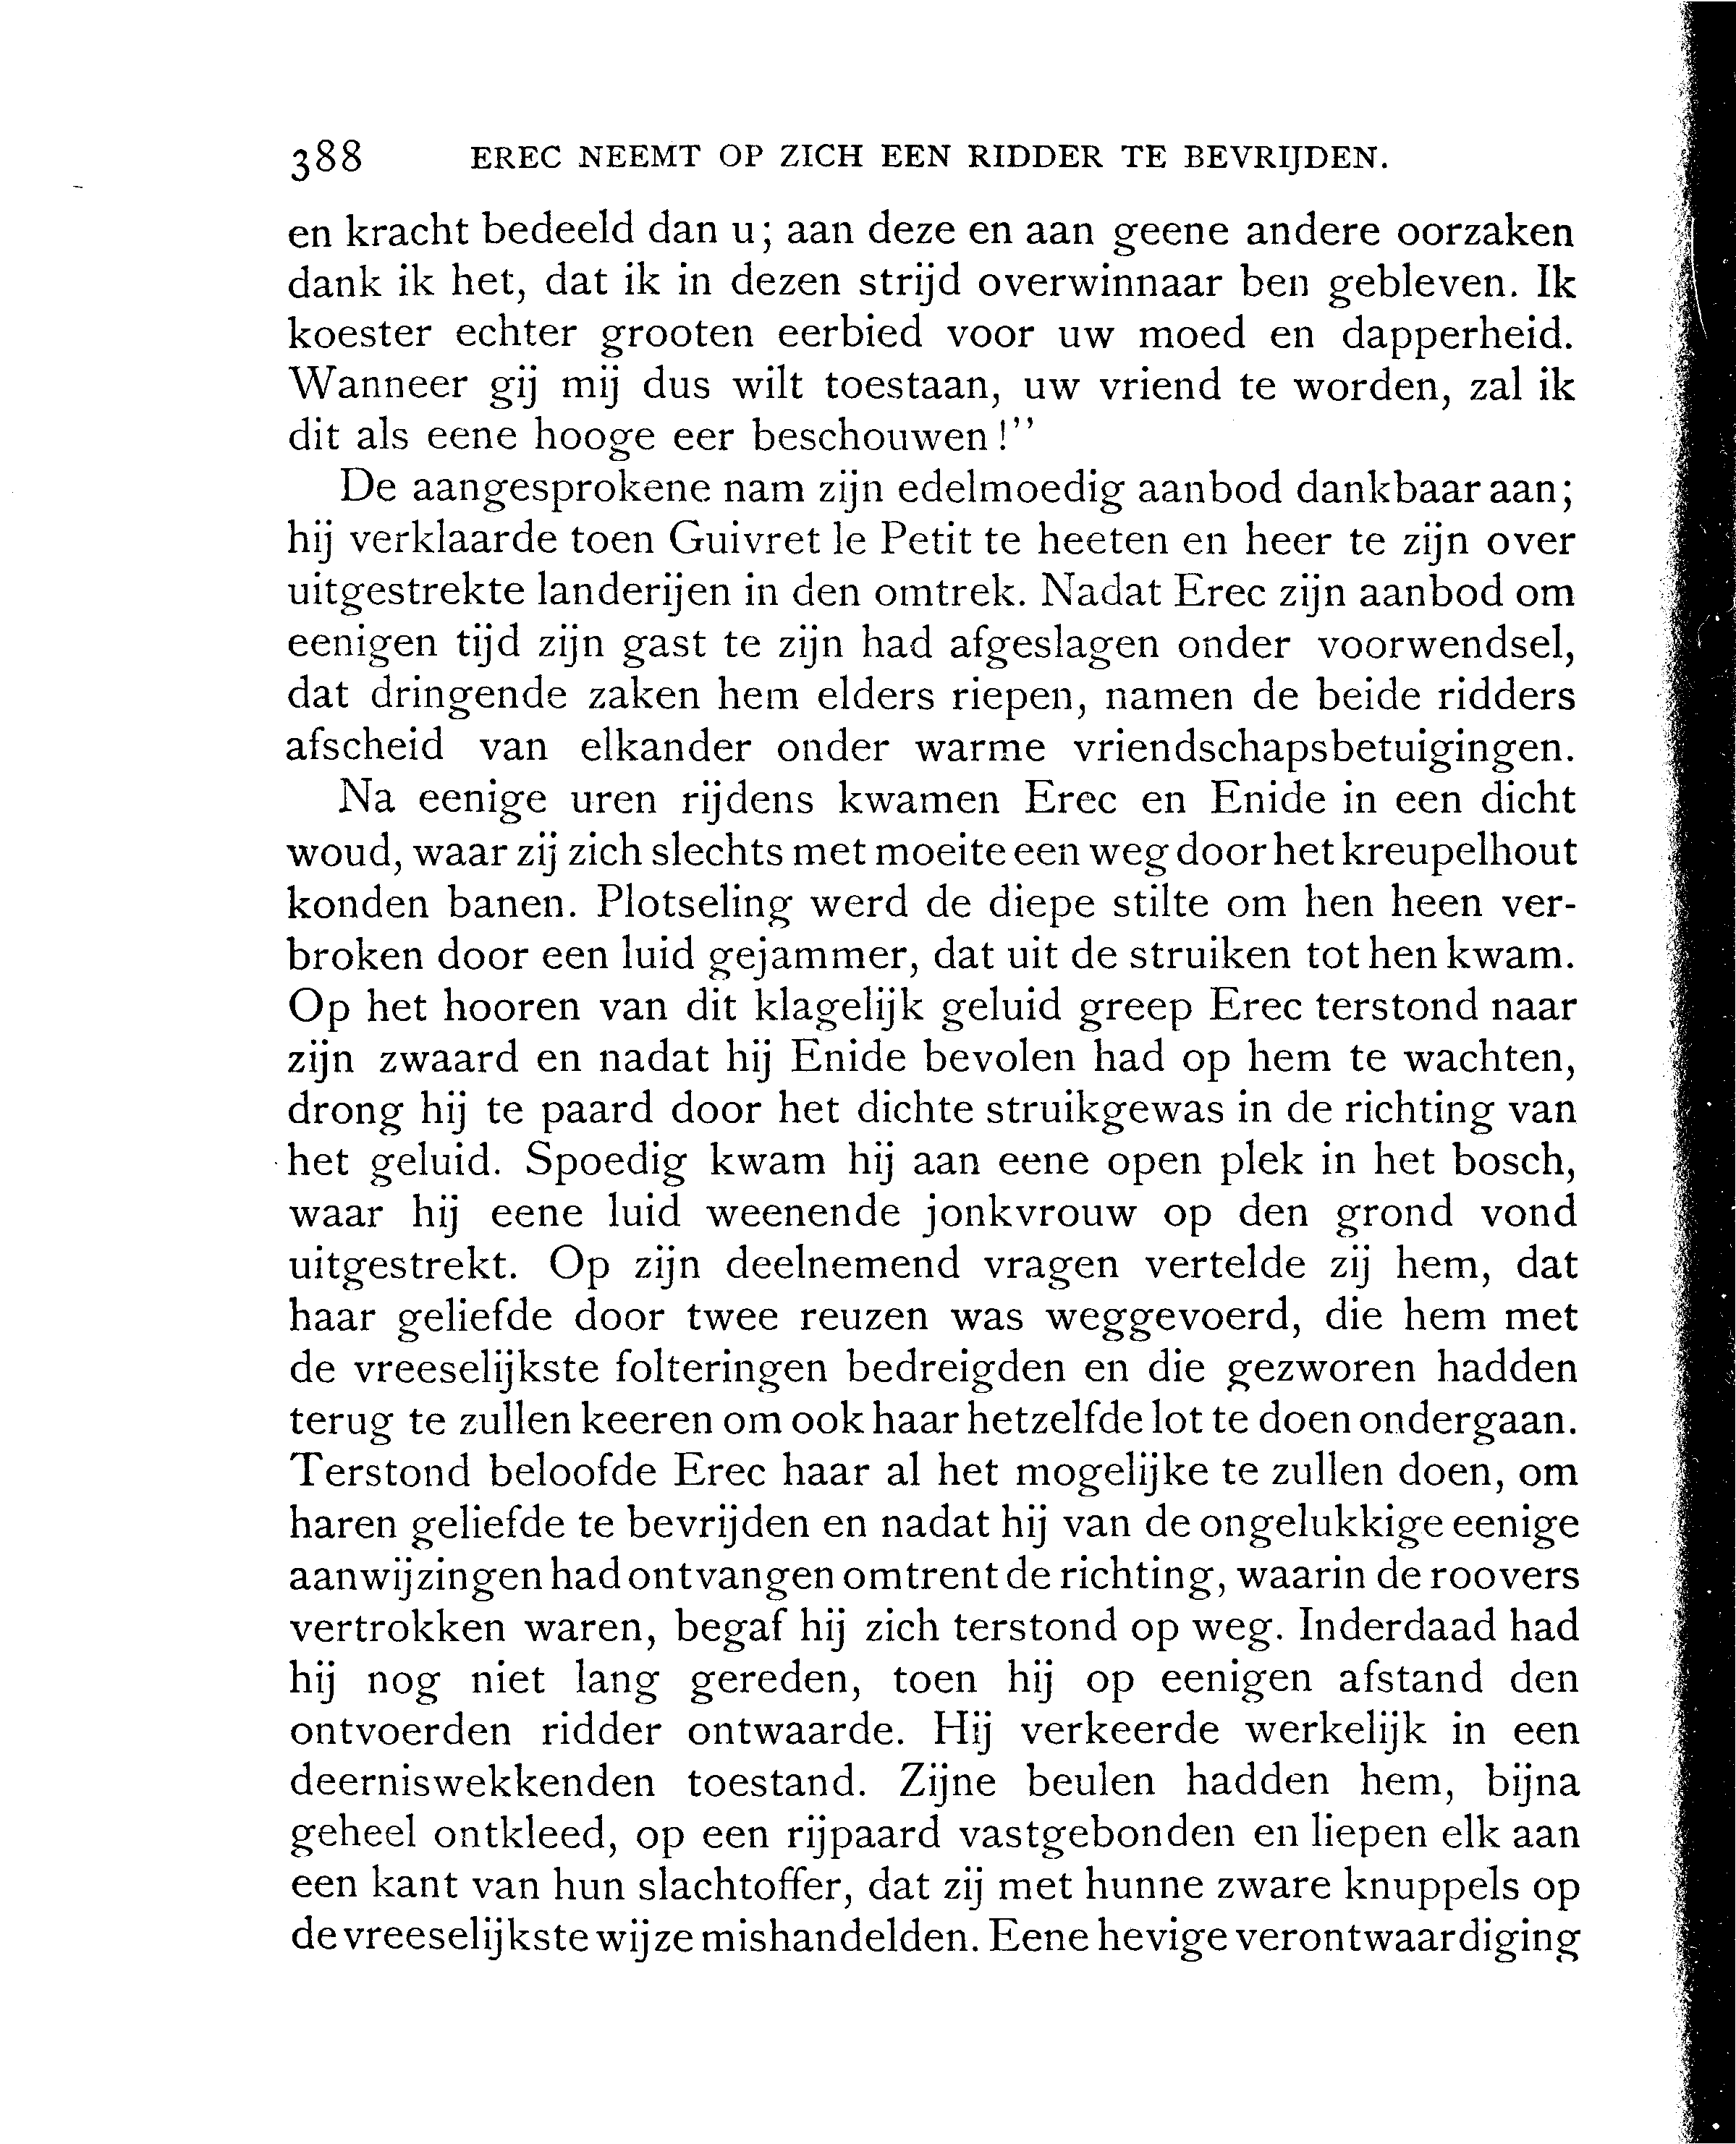 388 EREC NEEMT OP ZICH EEN RIDDER TE BEVRIJDEN.
en kracht bedeeld dan u; aan deze en aan geene andere oorzaken
dank ik het, dat ik in dezen strijd overwinnaar ben gebleven. Ik
koester echter grooten eerbied voor uw moed en dapperheid.
Wanneer gij mij dus wilt toestaan, uw vriend te worden, zal ik
dit als eene hooge eer beschouwen!”
De aangesprokene nam zijn edelmoedig aanbod dankbaar aan;
hij verklaarde toen Guivret le Petit te heeten en heer te zijn over
uitgestrekte landerijen in den omtrek. Nadat Erec zijn aanbod om
eenigen tijd zijn gast te zijn had afgeslagen onder voorwendsel,
dat dringende zaken hem elders riepen, namen de beide ridders
afscheid van elkander onder warme vriendschapsbetuigingen.
Na eenige uren rijdens kwamen Erec en Enide in een dicht
woud, waar zij zich slechts met moeite een weg door het kreupelhout
konden banen. Plotseling werd de diepe stilte om hen heen ver-
broken door een luid gejammer, dat uit de struiken tot hen kwam.
Op het hooren van dit klagelijk geluid greep Erec terstond naar
zijn zwaard en nadat hij Enide bevolen had op hem te wachten,
drong hij te paard door het dichte struikgewas in de richting van
het geluid. Spoedig kwam hij aan eene open plek in het bosch,
waar hij eene luid weenende jonkvrouw op den grond vond
uitgestrekt. Op zijn deelnemend vragen vertelde zij hem, dat
haar geliefde door twee reuzen was weggevoerd, die hem met
de vreeselijkste folteringen bedreigden en die gezworen hadden
terug te zullen keeren om ook haar hetzelfde lot te doen ondergaan.
Terstond beloofde Erec haar al het mogelijke te zullen doen, om
haren geliefde te bevrijden en nadat hij van de ongelukkige eenige
aanwijzingen had ontvangen omtrent de richting, waarin de roovers
vertrokken waren, begaf hij zich terstond op weg. Inderdaad had
hij nog niet lang gereden, toen hij op eenigen afstand den
ontvoerden ridder ontwaarde. Hij verkeerde werkelijk in een
deerniswekkenden toestand. Zijne beulen hadden hem, bijna
geheel ontkleed, op een rijpaard vastgebonden en liepen elk aan
een kant van hun slachtoffer, dat zij met hunne zware knuppels op
de vreeselijkste wijze mishandelden. Eene hevige verontwaardiging